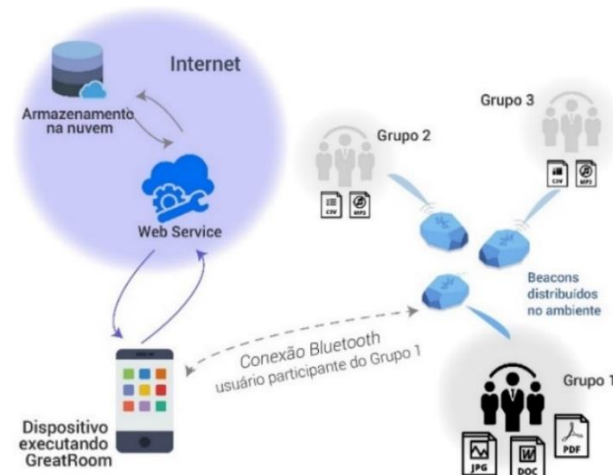 Internet
Armazenamento
na nuvem
Web Service
Grupo 2
CSV
MP3
Grupo 3
CSV
MP3
Beacons
distribuídos
no ambiente
Conexão Bluetooth
usuário participante do Grupo 1
Grupo 1
JPG
DOC
PDF
Dispositivo
executando
GreatRoom